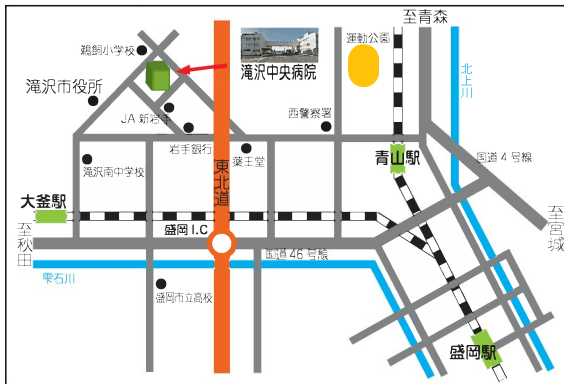 至青森
鵜飼小学校
運動公園
滝沢中央病院
北上川
滝沢市役所
JA新岩手
西警察署
岩手銀行
薬王堂
国道4号線
滝沢南中学校
青山駅
東北道
大釜駅
至宮城
盛岡I.C
至秋田
国道46号線
雫石川
盛岡市立高校
盛岡駅